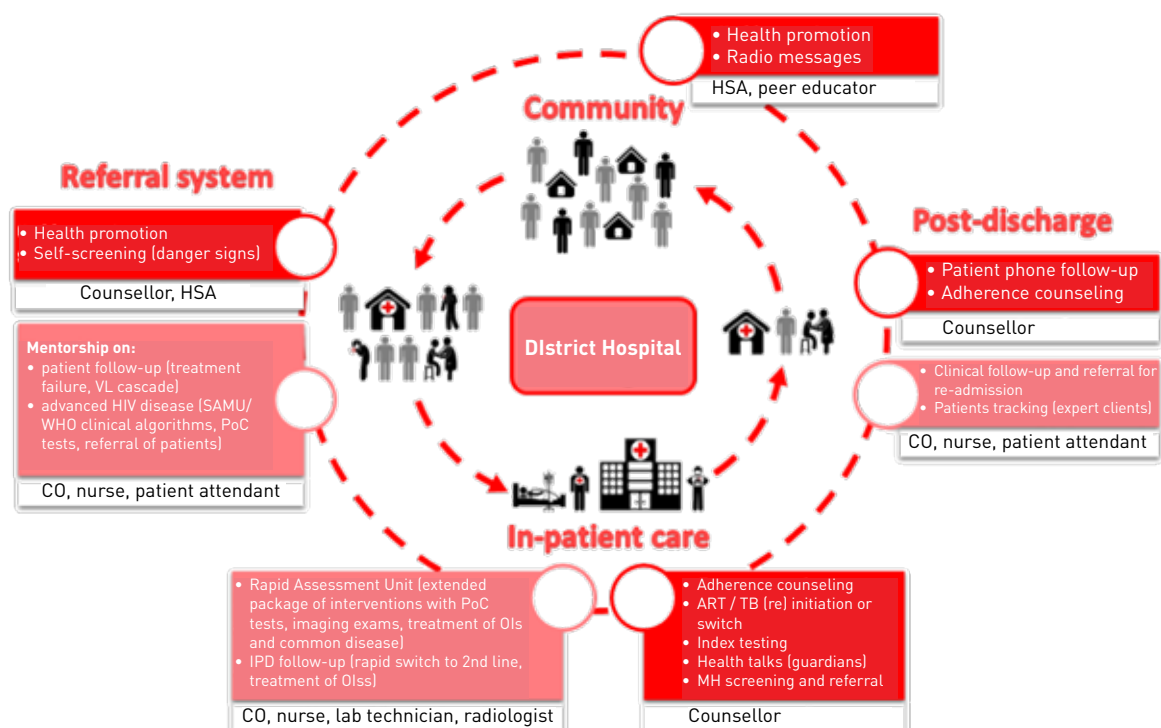 • Health promotion
• Radio messages
HSA, peer educator
Community
Referral system
• Health promotion
• Self-screening (danger signs)
Counsellor, HSA
Mentorship on:
• patient follow-up (treatment
failure, VL cascade)
• advanced HIV disease (SAMU/
WHO clinical algorithms, PoC
tests, referral of patients)
CO, nurse, patient attendant
DIstrict Hospital
Post-discharge
• Patient phone follow-up
• Adherence counseling
Counsellor
• Clinical follow-up and referral for
re-admission
• Patients tracking (expert clients)
CO, nurse, patient attendant
In-patient care
• Rapid Assessment Unit (extended
package of interventions with PoC
tests, imaging exams, treatment of OIs
and common disease)
• IPD follow-up (rapid switch to 2nd line,
treatment of OIss)
CO, nurse, lab technician, radiologist
• Adherence counseling
• ART / TB (re) initiation or
switch
• Index testing
• Health talks (guardians)
• MH screening and referral
Counsellor